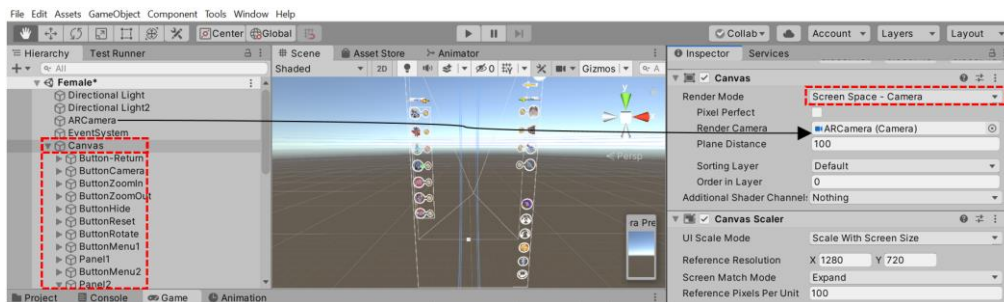 File Edit Assets GameObject Component Tools Window Help
Center Global Collab Account Layers Layout
Hierarchy Test Runner
All
Female*
Directional Light
Directional Light2
ARCamera
EventSystem
Canvas
Button-Return
ButtonCamera
ButtonZoomIn
ButtonZoomOut
ButtonHide
ButtonReset
ButtonRotate
ButtonMenu1
Panel1
ButtonMenu2
Panel2
Scene Asset Store Animator
Shaded 2D 0 Gizmos A
y
Persp
ra Pre
Inspector Services
Canvas
Render Mode Screen Space - Camera
Pixel Perfect
Render Camera ARCamera (Camera)
Plane Distance 100
Sorting Layer Default
Order in Layer 0
Additional Shader Channel Nothing
Canvas Scaler
UI Scale Mode Scale With Screen Size
Reference Resolution X 1280 Y 720
Screen Match Mode Expand
Reference Pixels Per Unit 100
Project Console Game Animation